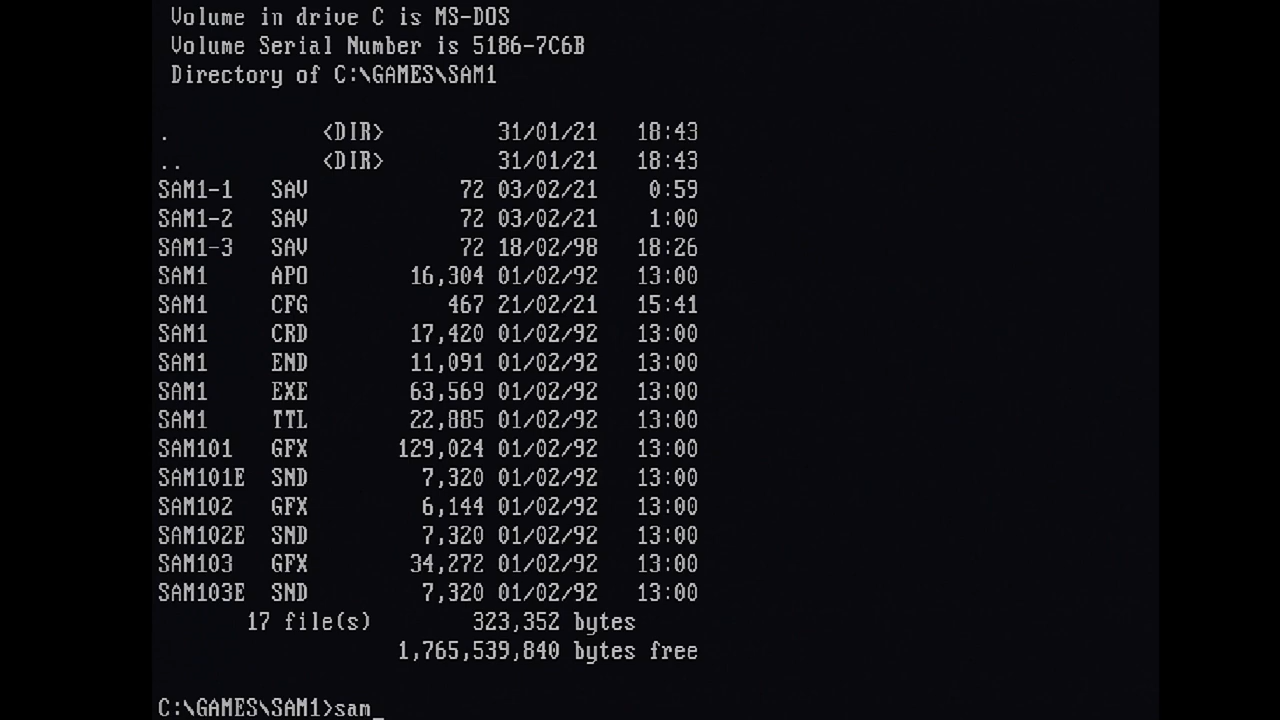 Volume in drive C is MS-DOS
Volume Serial Number is 5186-7C6B
Directory of C:\GAMES\SAM1
. <DIR> 31/01/21 18:43
.. <DIR> 31/01/21 18:43
SAM1-1 SAV 72 03/02/21 0:59
SAM1-2 SAV 72 03/02/21 1:00
SAM1-3 SAV 72 18/02/98 18:26
SAM1 APO 16,304 01/02/92 13:00
SAM1 CFG 467 21/02/21 15:41
SAM1 CRD 17,420 01/02/92 13:00
SAM1 END 11,091 01/02/92 13:00
SAM1 EXE 63,569 01/02/92 13:00
SAM1 TTL 22,885 01/02/92 13:00
SAM101 GFX 129,024 01/02/92 13:00
SAM101E SND 7,320 01/02/92 13:00
SAM102 GFX 6,144 01/02/92 13:00
SAM102E SND 7,320 01/02/92 13:00
SAM103 GFX 34,272 01/02/92 13:00
SAM103E SND 7,320 01/02/92 13:00
17 file(s) 323,352 bytes
1,765,539,840 bytes free
C:\GAMES\SAM1>sam_